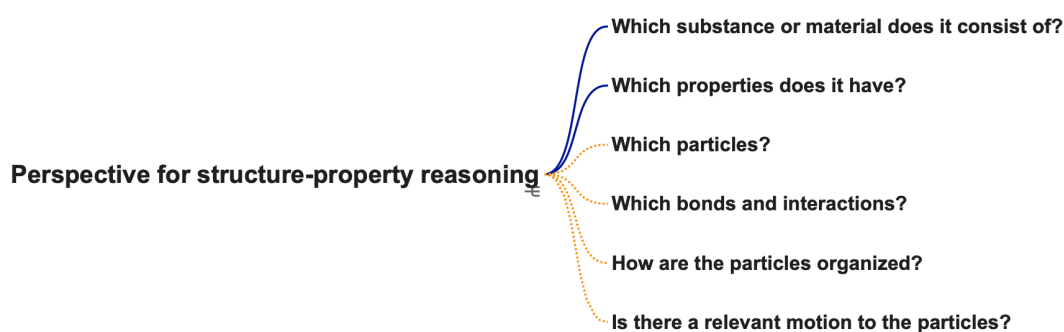 Which substance or material does it consist of?
Which properties does it have?
Which particles?
Perspective for structure-property reasoning
Which bonds and interactions?
How are the particles organized?
Is there a relevant motion to the particles?